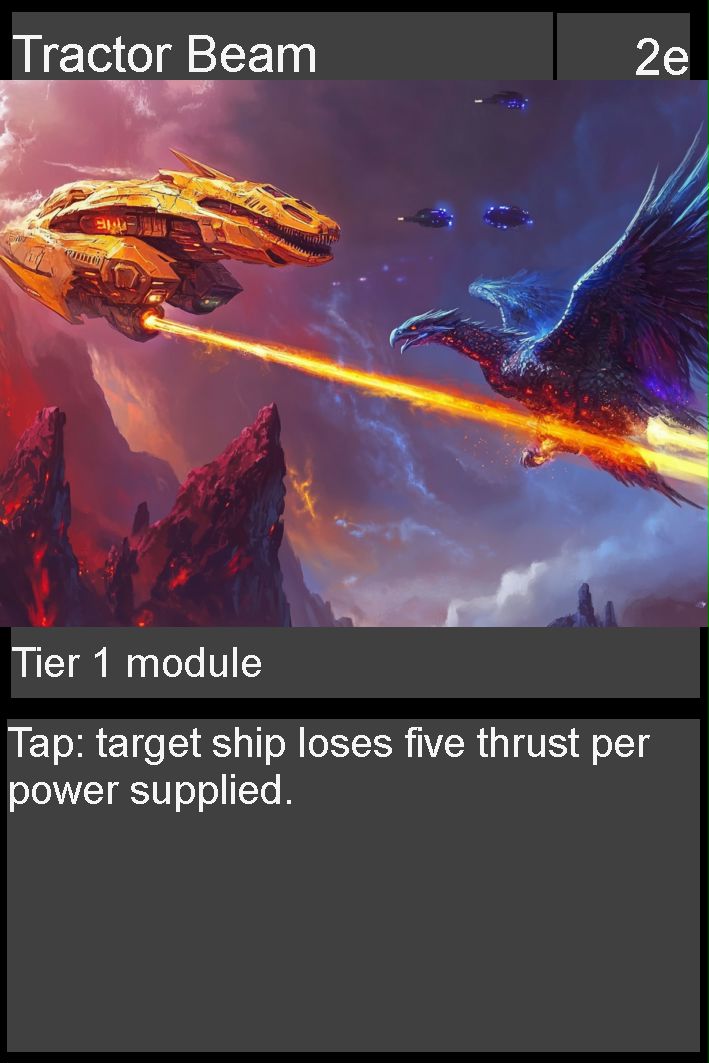 Tractor Beam
2e
Tier 1 module
Tap: target ship loses five thrust per
power supplied.